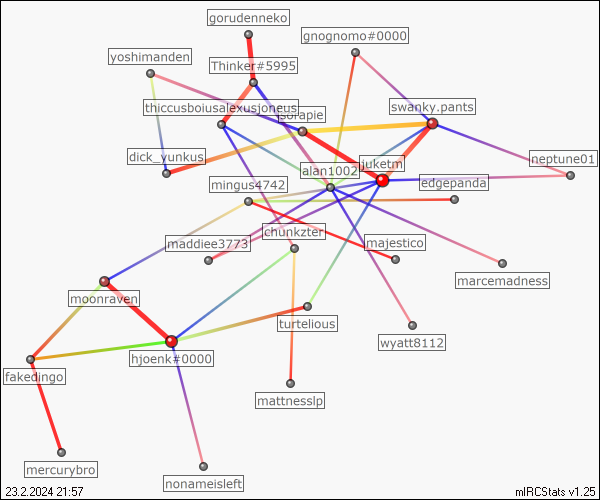 gorudenneko
gnognomo#0000
yoshimanden
Thinker#5995
thiccusboiusalexusjoneus
swanky.pants
dick_yunkus
alan1002
juketm
neptune01
mingus4742
edgepanda
chunkzter
maddiee3773
majestico
marcemadness
moonraven
turtelious
hjoenk#0000
wyatt8112
fakedingo
mattnesslp
mercurybro
nonameisleft
23.2.2024 21:57
mIRCStats v1.25